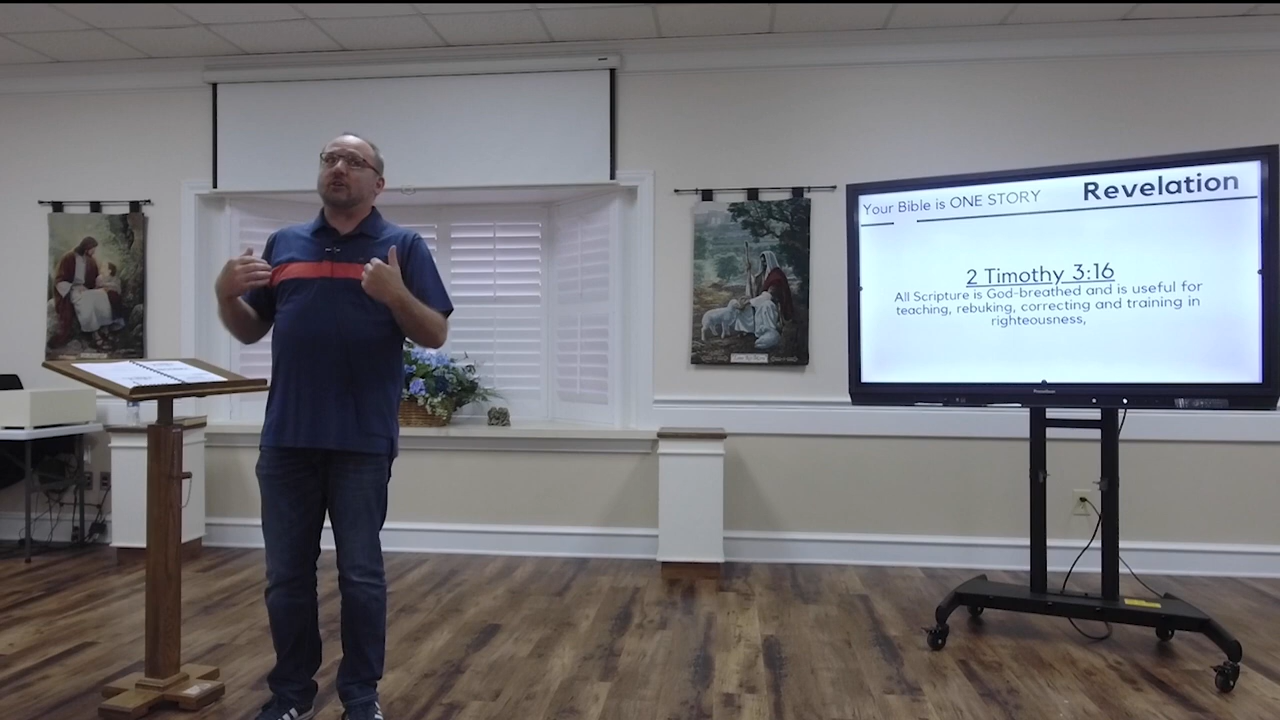 Your Bible is ONE STORY
Revelation
2 Timothy 3:16
All Scripture is God-breathed and is useful for
teaching, rebuking, correcting and training in
righteousness,